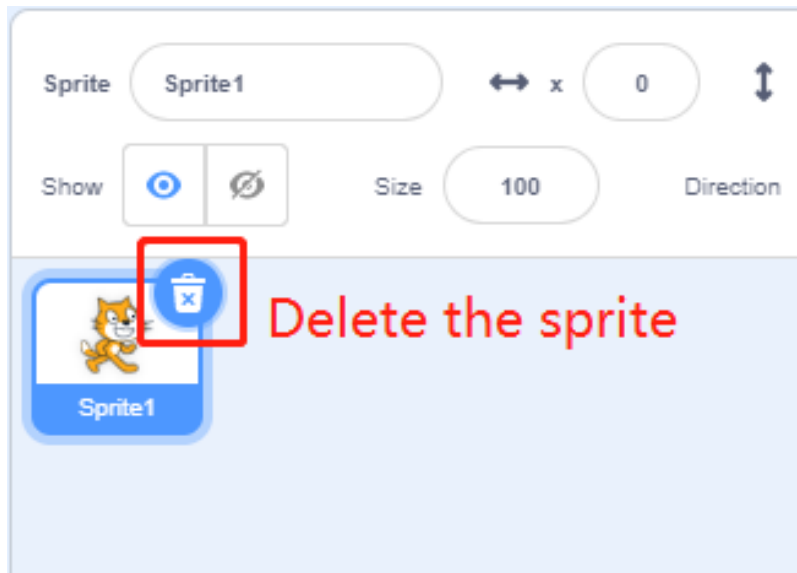 Sprite Sprite1 x 0
Show Size 100 Direction
Delete the sprite
Sprite1